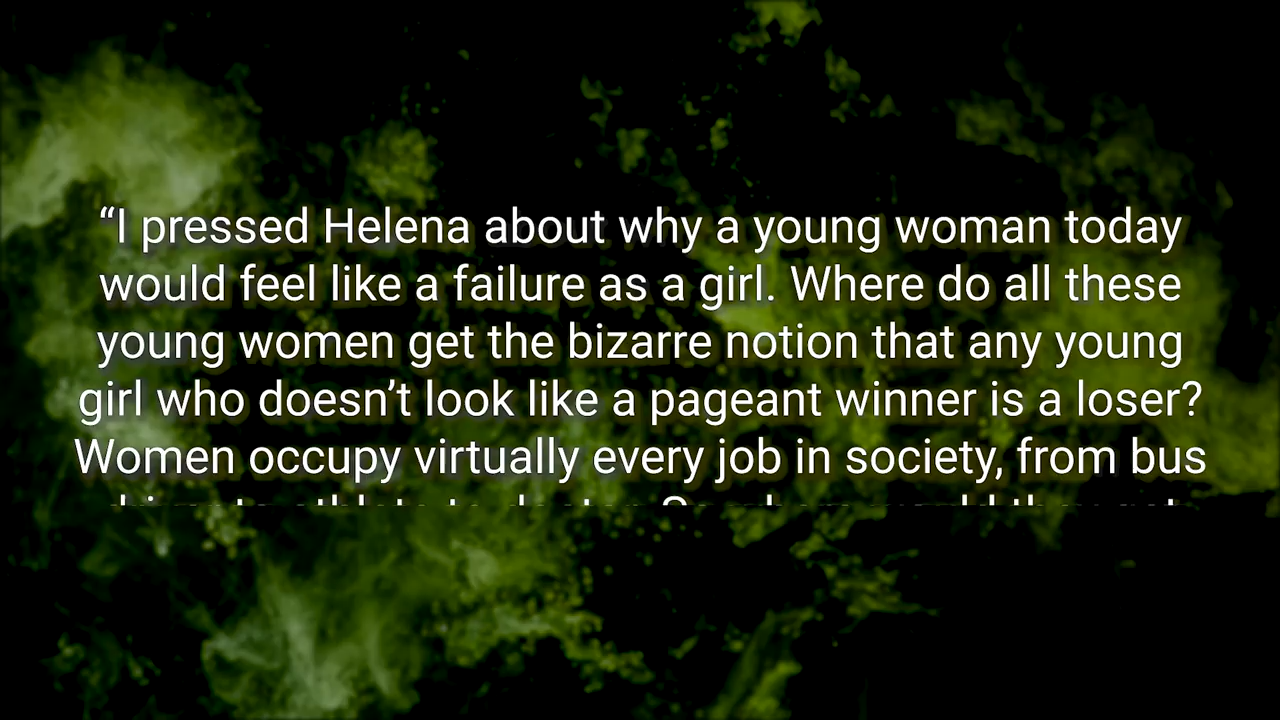 “I pressed Helena about why a young woman today
would feel like a failure as a girl. Where do all these
young women get the bizarre notion that any young
girl who doesn’t look like a pageant winner is a loser?
Women occupy virtually every job in society, from bus